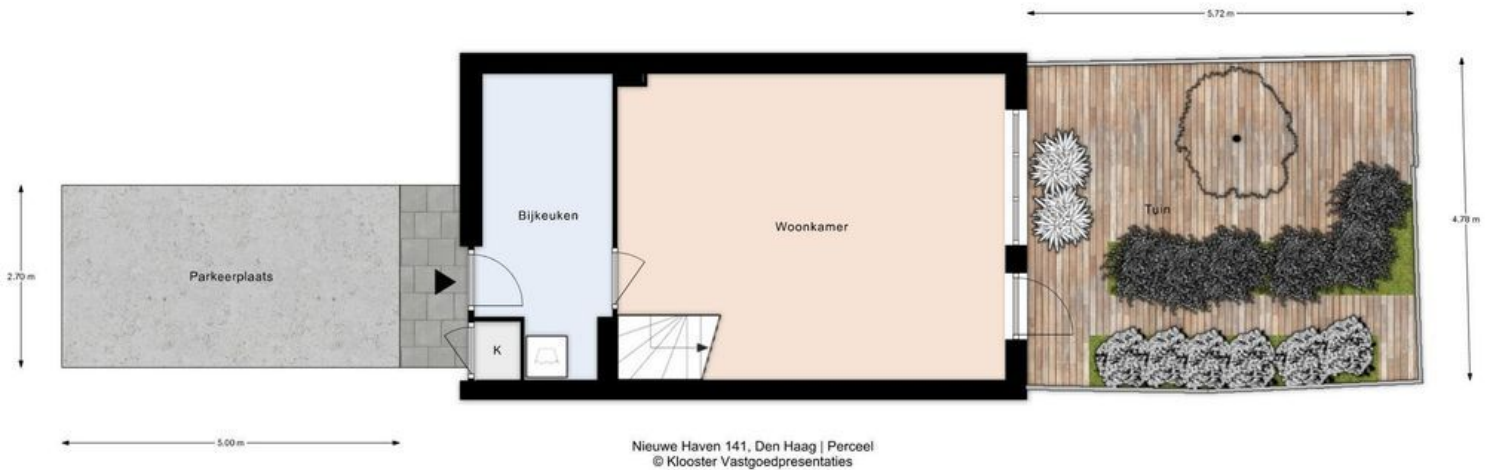 5.72 m
Bijkeuken
Woonkamer
Tuin
4.78 m
Parkeerplaats
2.70 m
K
5.00 m
Nieuwe Haven 141, Den Haag | Perceel
© Klooster Vastgoedpresentaties